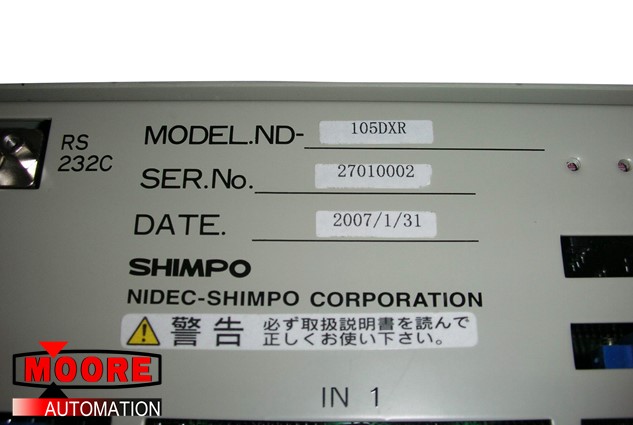 RS
232C
MODEL.ND- 105DXR
SER.No. 27010002
DATE. 2007/1/31
SHIMPO
NIDEC-SHIMPO CORPORATION
警告 必ず取扱説明書を読んで
正しくお使い下さい。
IN 1
MOORE
AUTOMATION